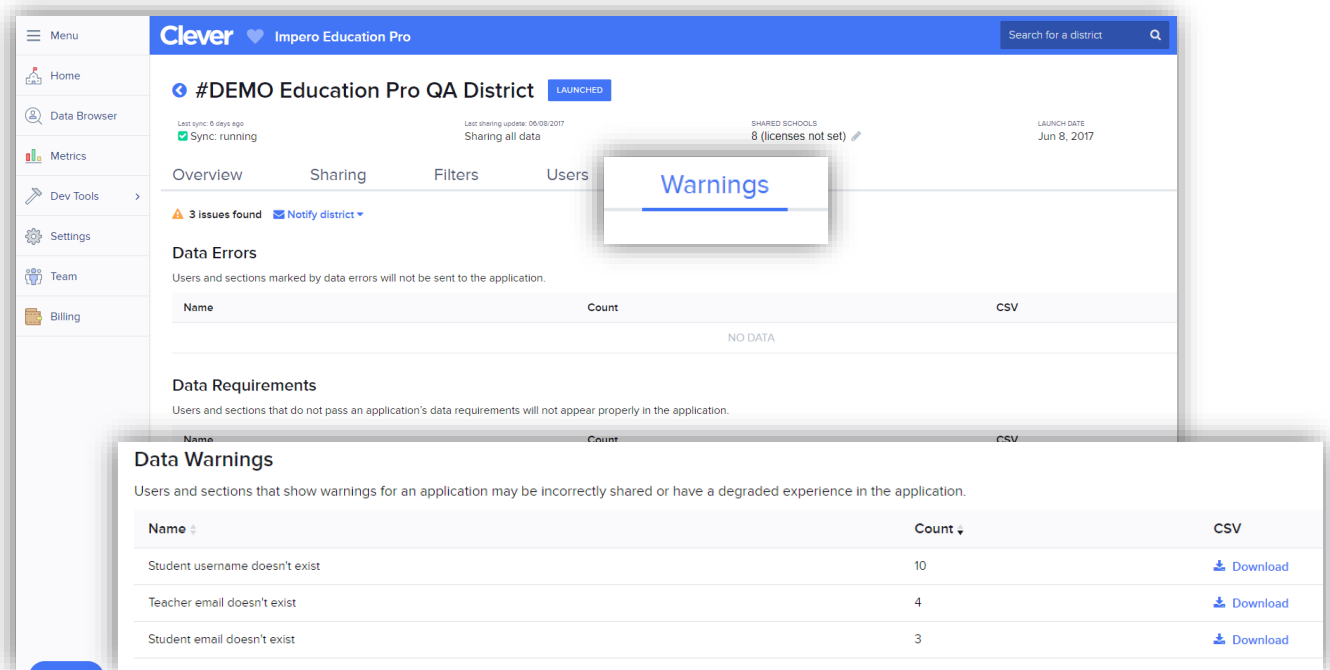 Menu
Clever Impero Education Pro
Search for a district
Home
Data Browser
Metrics
Dev Tools
Settings
Team
Billing
#DEMO Education Pro QA District LAUNCHED
Last sync: 6 days ago
Sync: running
Last sharing update: 06/08/2017
Sharing all data
SHARED SCHOOLS
8 (licenses not set)
LAUNCH DATE
Jun 8, 2017
Overview Sharing Filters Users Warnings
3 issues found Notify district
Data Errors
Users and sections marked by data errors will not be sent to the application.
Name Count CSV
NO DATA
Data Requirements
Users and sections that do not pass an application's data requirements will not appear properly in the application.
Name Count CSV
Data Warnings
Users and sections that show warnings for an application may be incorrectly shared or have a degraded experience in the application.
Name Count CSV
Student username doesn't exist 10 Download
Teacher email doesn't exist 4 Download
Student email doesn't exist 3 Download